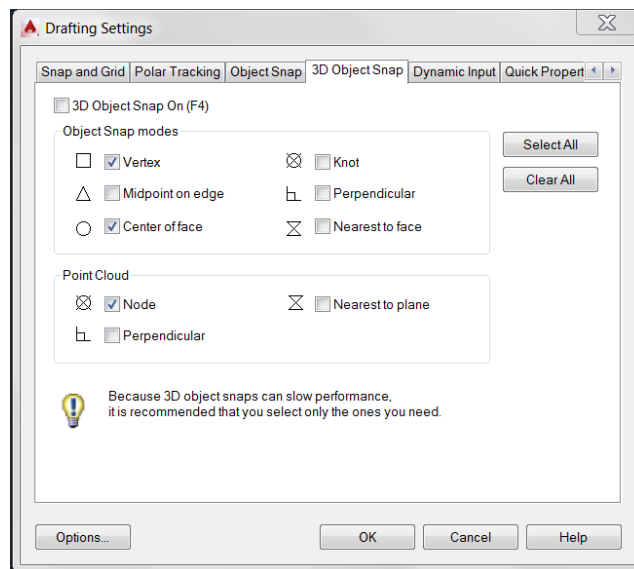 Drafting Settings
Snap and Grid Polar Tracking Object Snap 3D Object Snap Dynamic Input Quick Propert
3D Object Snap On (F4)
Object Snap modes
Vertex
Knot
Select All
Midpoint on edge
Perpendicular
Clear All
Center of face
Nearest to face
Point Cloud
Node
Nearest to plane
Perpendicular
Because 3D object snaps can slow performance,
it is recommended that you select only the ones you need.
Options... OK Cancel Help